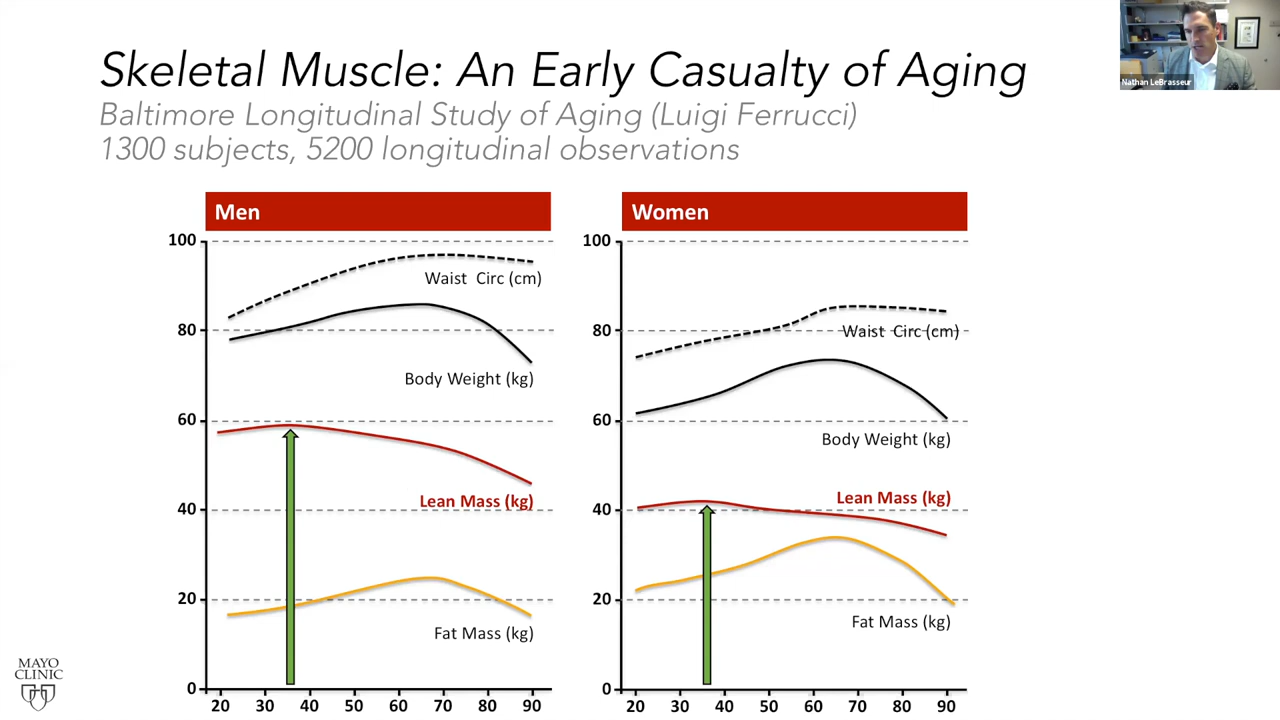 Skeletal Muscle: An Early Casualty of Aging
Baltimore Longitudinal Study of Aging (Luigi Ferrucci)
1300 subjects, 5200 longitudinal observations
Nathan LeBrasseur
Men
100
80
60
40
20
0
Waist Circ (cm)
Body Weight (kg)
Lean Mass (kg)
Fat Mass (kg)
20 30 40 50 60 70 80 90
Women
100
80
60
40
20
0
Waist Circ (cm)
Body Weight (kg)
Lean Mass (kg)
Fat Mass (kg)
20 30 40 50 60 70 80 90
MAYO
CLINIC